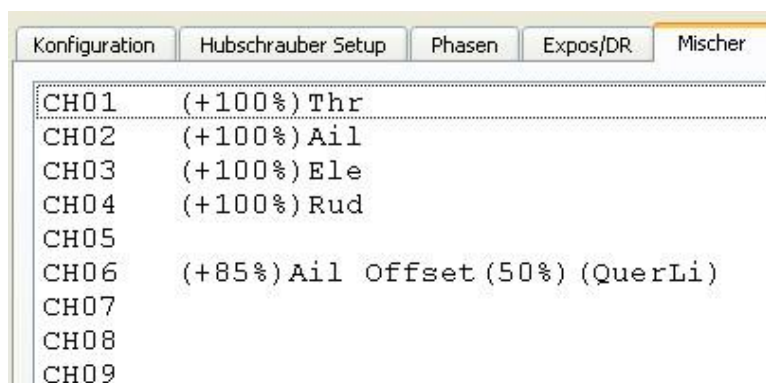 Konfiguration Hubschrauber Setup Phasen Expos/DR Mischer
CH01 (+100%)Thr
CH02 (+100%)Ail
CH03 (+100%)Ele
CH04 (+100%)Rud
CH05
CH06 (+85%)Ail Offset(50%)(QuerLi)
CH07
CH08
CH09